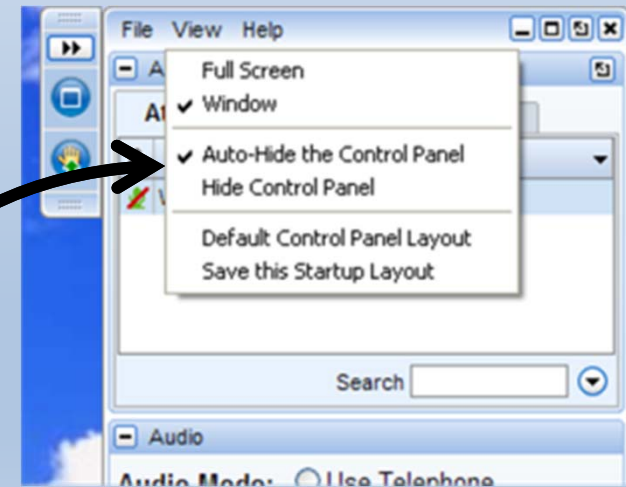 File View Help
A
Full Screen
Window
At
Auto-Hide the Control Panel
Hide Control Panel
Default Control Panel Layout
Save this Startup Layout
Search
Audio
Audio Mode: Use Telephone